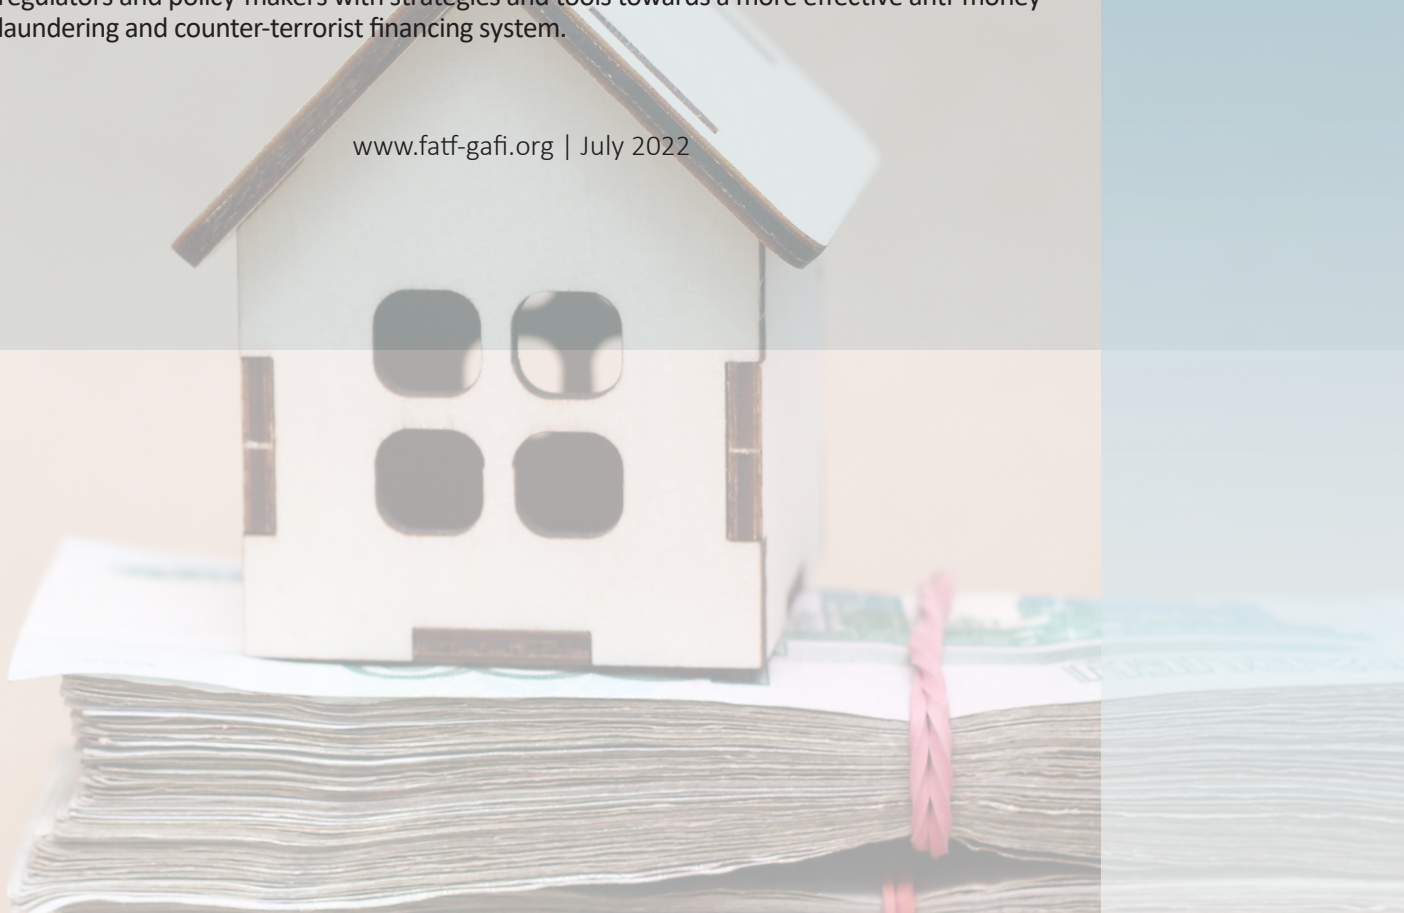 regulators and policy-makers with strategies and tools towards a more effective anti-money
laundering and counter-terrorist financing system.
www.fatf-gafi.org | July 2022